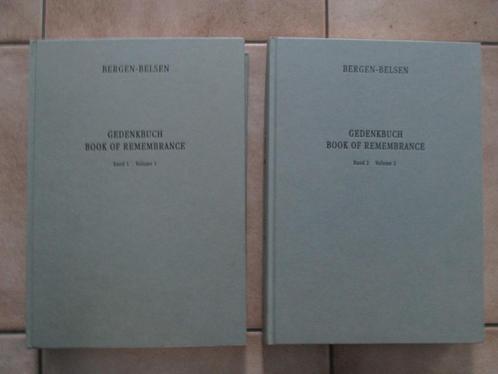 BERGEN-BELSEN
GEDENKBUCH
BOOK OF REMEMBRANCE
Band 1 Volume 1
BERGEN-BELSEN
GEDENKBUCH
BOOK OF REMEMBRANCE
Band 2 Volume 2